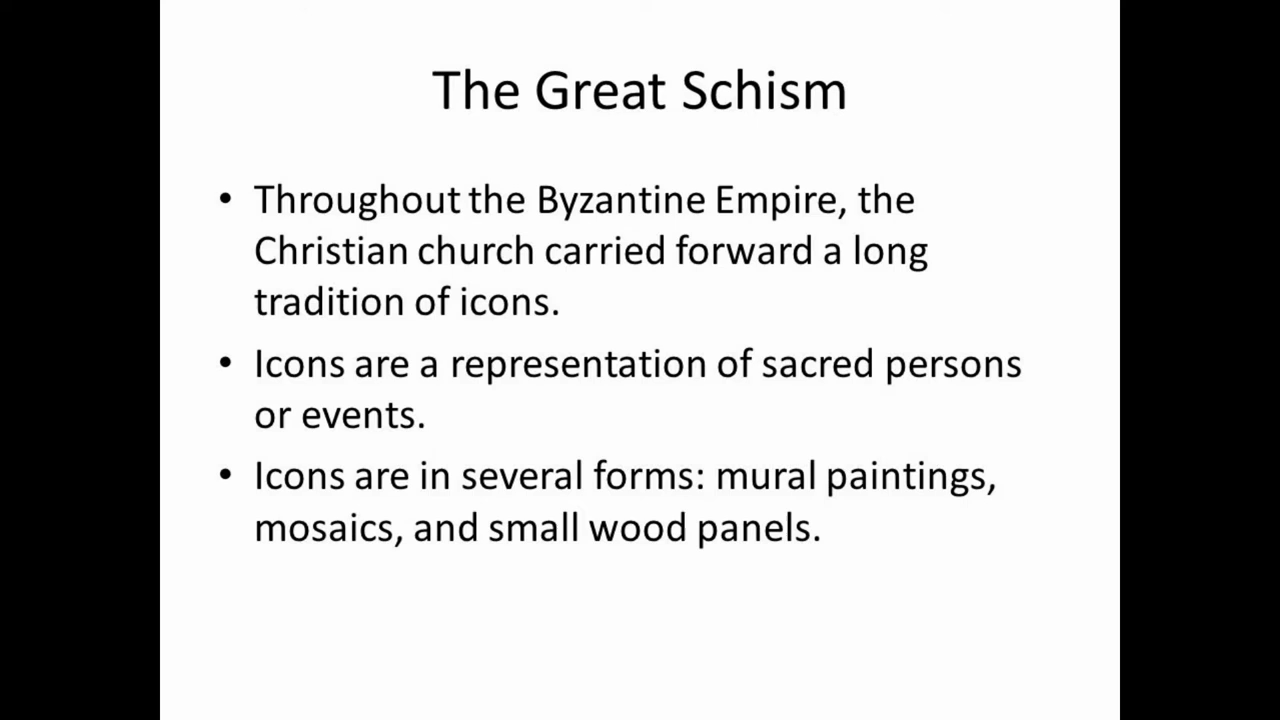 The Great Schism
• Throughout the Byzantine Empire, the
Christian church carried forward a long
tradition of icons.
• Icons are a representation of sacred persons
or events.
• Icons are in several forms: mural paintings,
mosaics, and small wood panels.